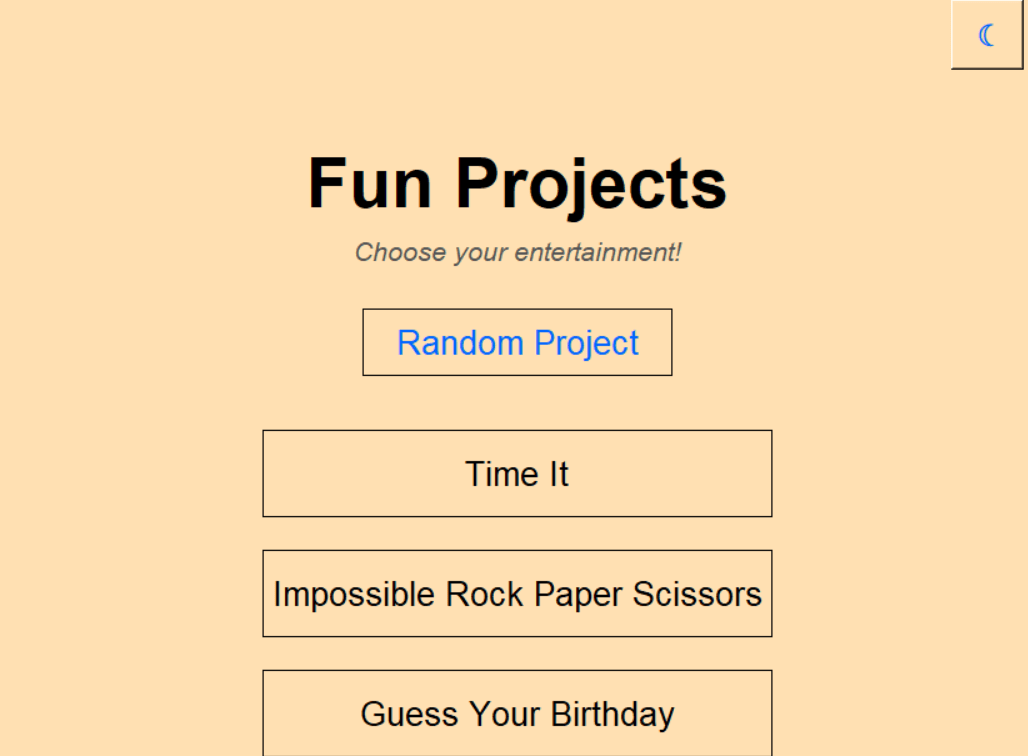 Fun Projects
Choose your entertainment!
Random Project
Time It
Impossible Rock Paper Scissors
Guess Your Birthday